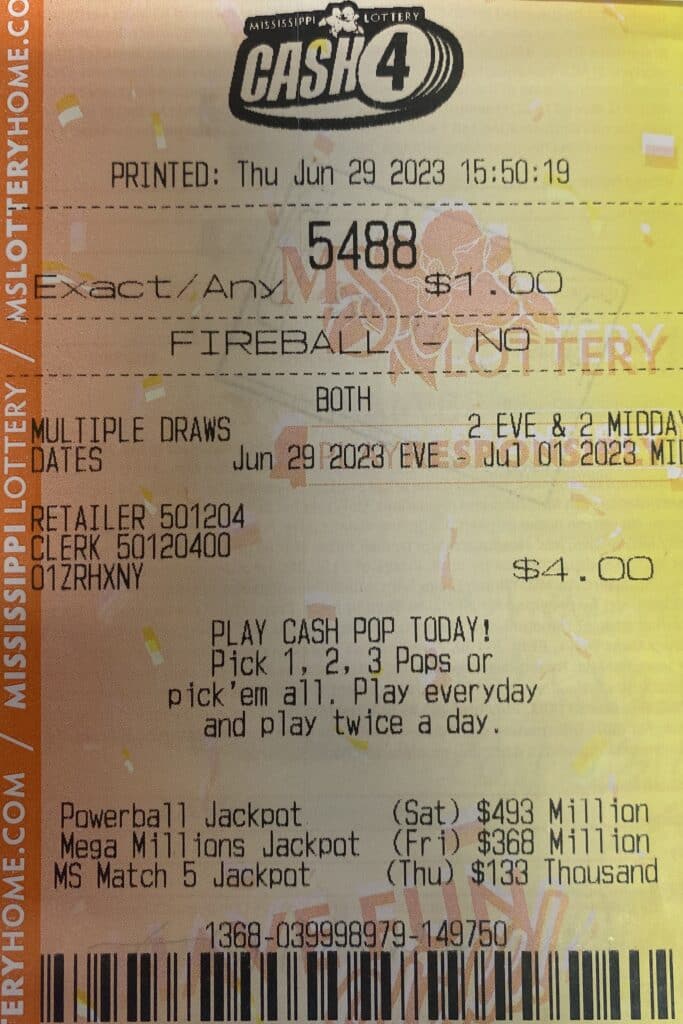 MISSISSIPPI LOTTERY
CASH 4
PRINTED: Thu Jun 29 2023 15:50:19
5488
Exact/Any $1.00
FIREBALL - NO
MS
LOTTERY
BOTH
MULTIPLE DRAWS 2 EVE & 2 MIDDAY
DATES Jun 29 2023 EVE - Jul 01 2023 MID
RETAILER 501204
CLERK 50120400
01ZRHXNY $4.00
PLAY CASH POP TODAY!
Pick 1, 2, 3 Pops or
pick'em all. Play everyday
and play twice a day.
Powerball Jackpot (Sat) $493 Million
Mega Millions Jackpot (Fri) $368 Million
MS Match 5 Jackpot (Thu) $133 Thousand
1368-039998979-149750
TERYHOME.COM / MISSISSIPPI LOTTERY / MSLOTTERYHOME.CO